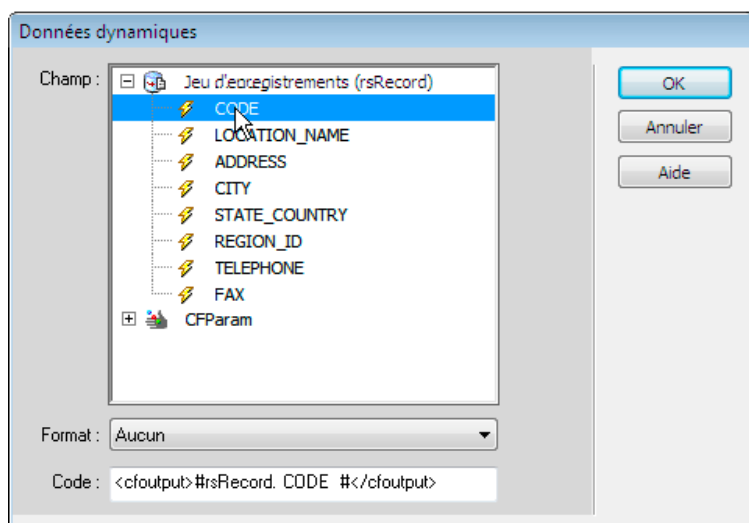 Données dynamiques
Champ :
Jeu d'enregistrements (rsRecord)
CODE
LOCATION_NAME
ADDRESS
CITY
STATE_COUNTRY
REGION_ID
TELEPHONE
FAX
CFParam
OK
Annuler
Aide
Format : Aucun
Code : <cfoutput>#rsRecord. CODE #</cfoutput>